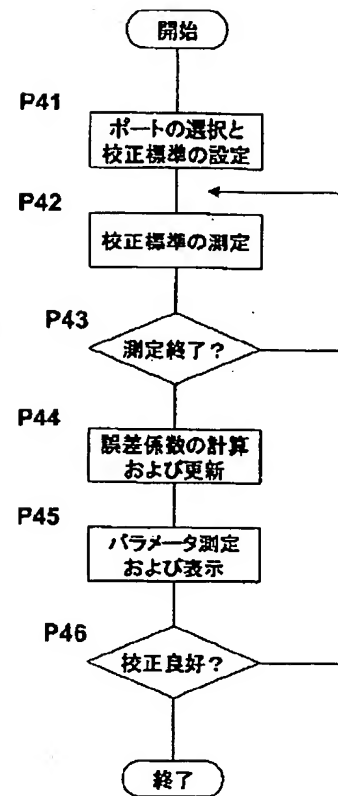 開始
P41
ポートの選択と
校正標準の設定
P42
校正標準の測定
P43
測定終了?
P44
誤差係数の計算
および更新
P45
パラメータ測定
および表示
P46
校正良好?
終了